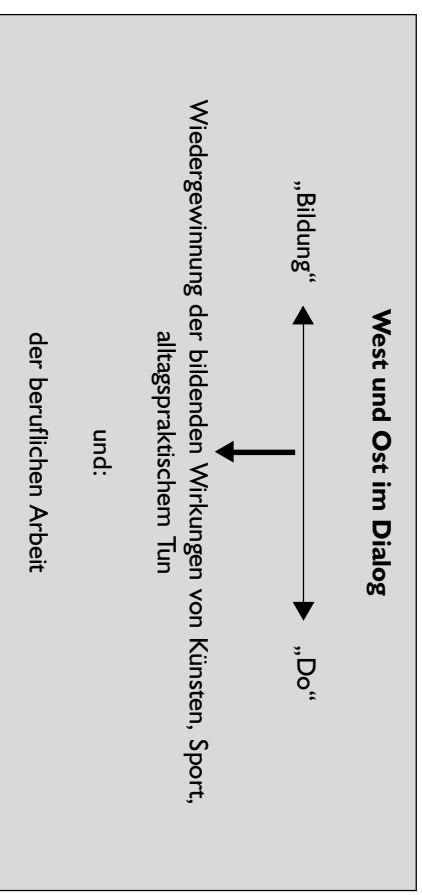 West und Ost im Dialog
„Bildung“ „Do“
Wiedergewinnung der bildenden Wirkungen von Künsten, Sport,
alltagspraktischem Tun
und:
der beruflichen Arbeit